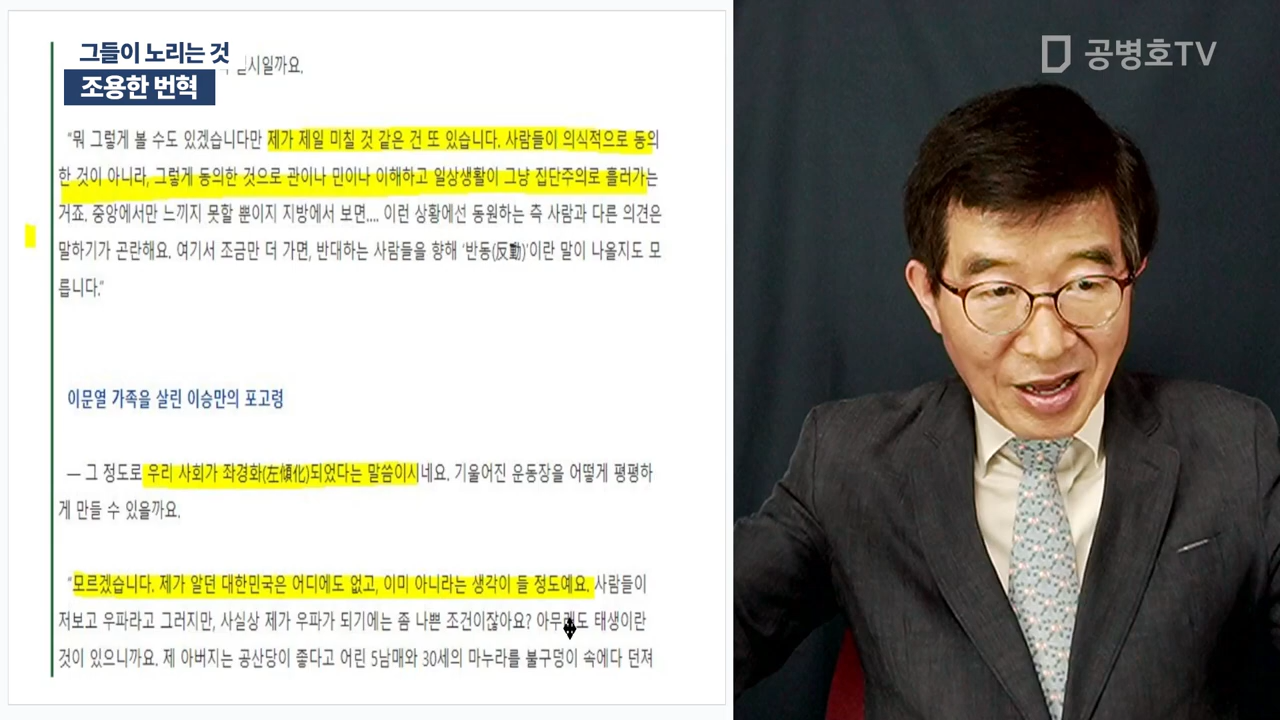 그들이 노리는 것
조용한 번혁
일시일까요.
공병호TV
“뭐 그렇게 볼 수도 있겠습니다만 제가 제일 미칠 것 같은 건 또 있습니다. 사람들이 의식적으로 동의
한 것이 아니라, 그렇게 동의한 것으로 관이나 민이나 이해하고 일상생활이 그냥 집단주의로 흘러가는
거죠. 중앙에서만 느끼지 못할 뿐이지 지방에서 보면.... 이런 상황에선 동원하는 측 사람과 다른 의견은
말하기가 곤란해요. 여기서 조금만 더 가면, 반대하는 사람들을 향해 ‘반동(反動)’이란 말이 나올지도 모
릅니다.”
이문열 가족을 살린 이승만의 포고령
— 그 정도로 우리 사회가 좌경화(左傾化)되었다는 말씀이시네요. 기울어진 운동장을 어떻게 평평하
게 만들 수 있을까요.
“모르겠습니다. 제가 알던 대한민국은 어디에도 없고, 이미 아니라는 생각이 들 정도예요. 사람들이
저보고 우파라고 그러지만, 사실상 제가 우파가 되기에는 좀 나쁜 조건이잖아요? 아무래도 태생이란
것이 있으니까요. 제 아버지는 공산당이 좋다고 어린 5남매와 30세의 마누라를 불구덩이 속에다 던져